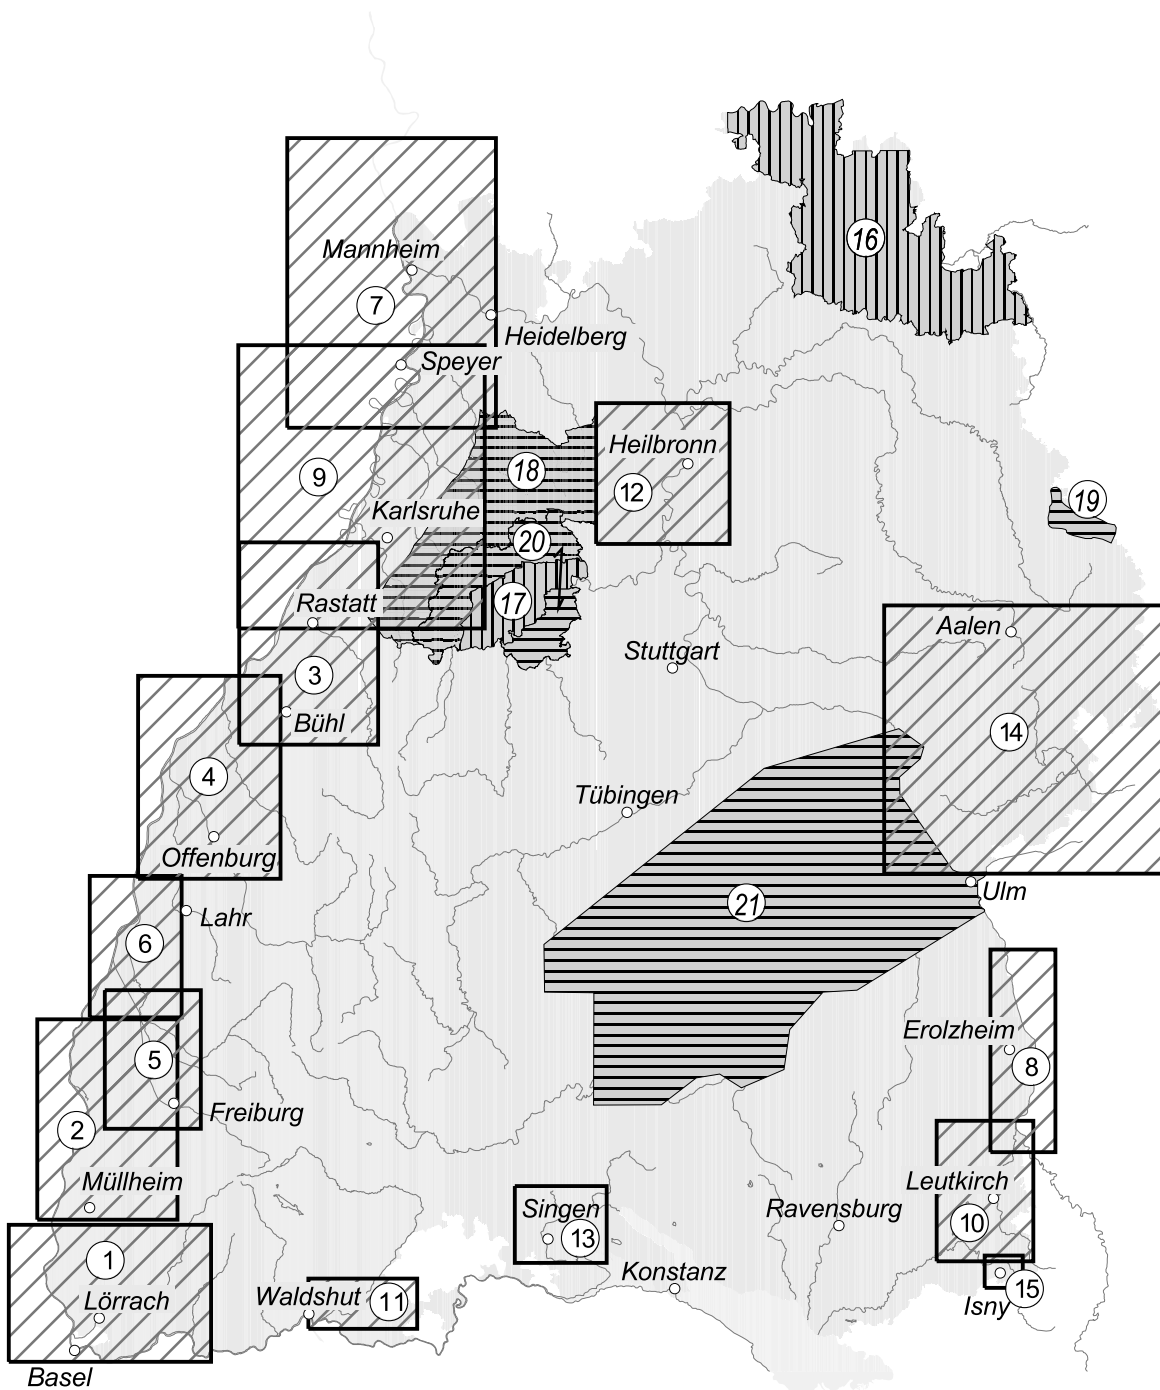 16
Mannheim
7
Heidelberg
Speyer
Heilbronn
18
9
12
19
Karlsruhe
20
17
Rastatt
Aalen
Stuttgart
3
Bühl
14
4
Tübingen
Offenburg
Ulm
21
Lahr
6
Erolzheim
5
8
Freiburg
2
Müllheim
Leutkirch
Singen
Ravensburg
10
13
1
Konstanz
15
Waldshut
11
Lörrach
Isny
Basel